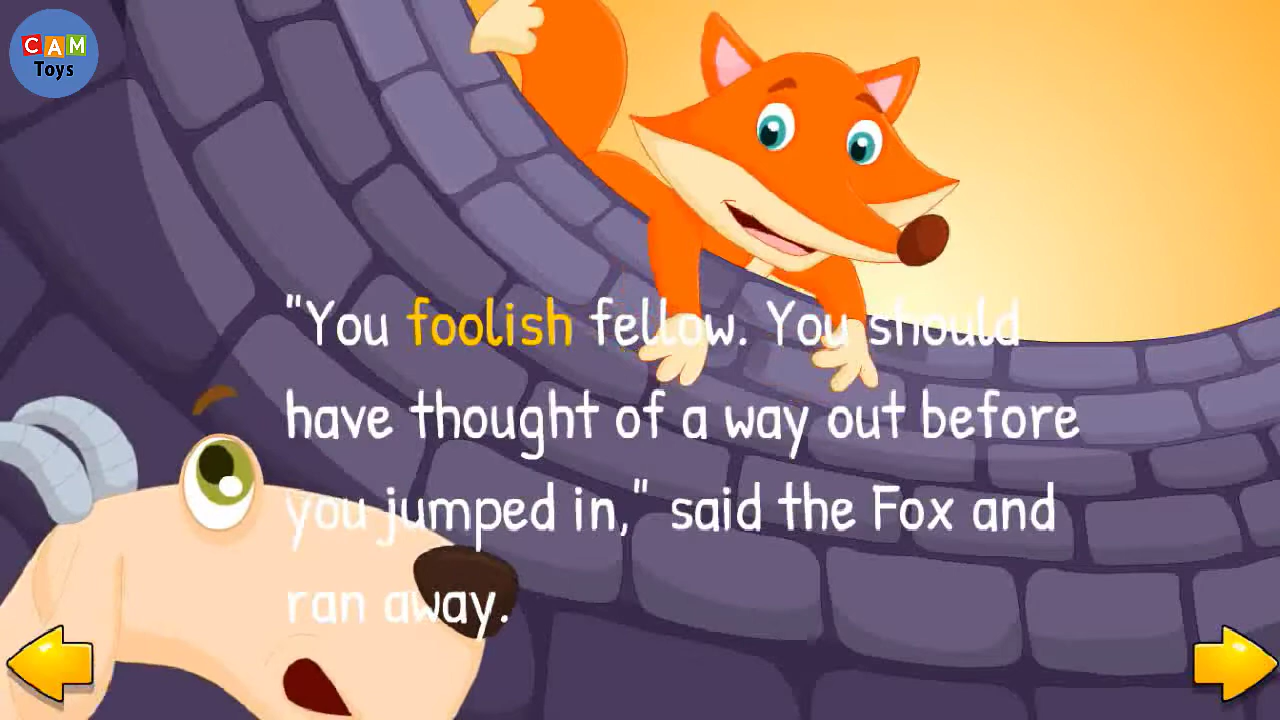 CAM
Toys
"You foolish fellow. You should
have thought of a way out before
you jumped in," said the Fox and
ran away.